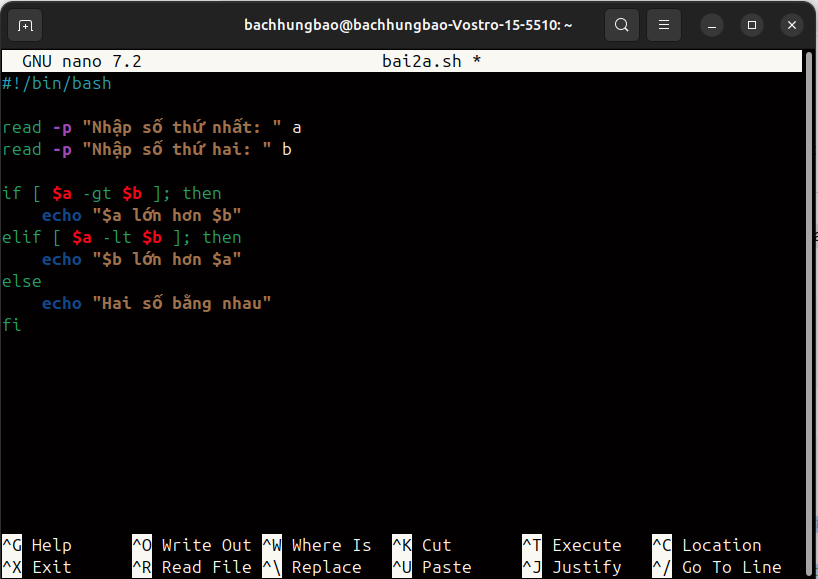 bachhungbao@bachhungbao-Vostro-15-5510: ~
GNU nano 7.2 bai2a.sh *
#!/bin/bash
read -p "Nhập số thứ nhất: " a
read -p "Nhập số thứ hai: " b
if [ $a -gt $b ]; then
    echo "$a lớn hơn $b"
elif [ $a -lt $b ]; then
    echo "$b lớn hơn $a"
else
    echo "Hai số bằng nhau"
fi
^G Help ^O Write Out ^W Where Is ^K Cut ^T Execute ^C Location
^X Exit ^R Read File ^\ Replace ^U Paste ^J Justify ^/ Go To Line